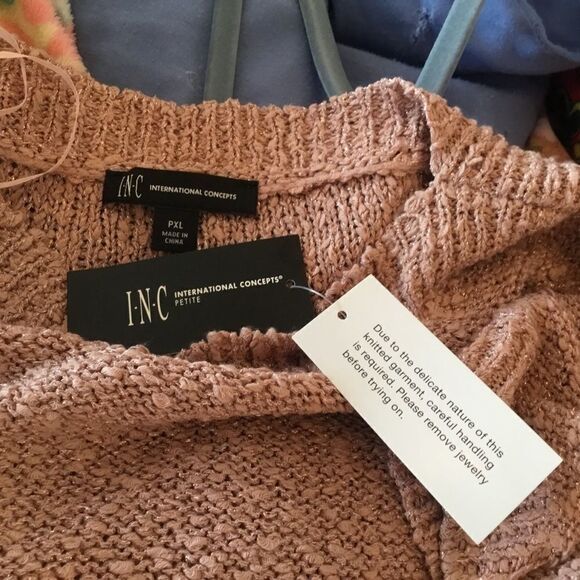 I·N·C INTERNATIONAL CONCEPTS
PXL
MADE IN
CHINA
I·N·C INTERNATIONAL CONCEPTS®
PETITE
Due to the delicate nature of this
knitted garment, careful handling
is required. Please remove jewelry
before trying on.